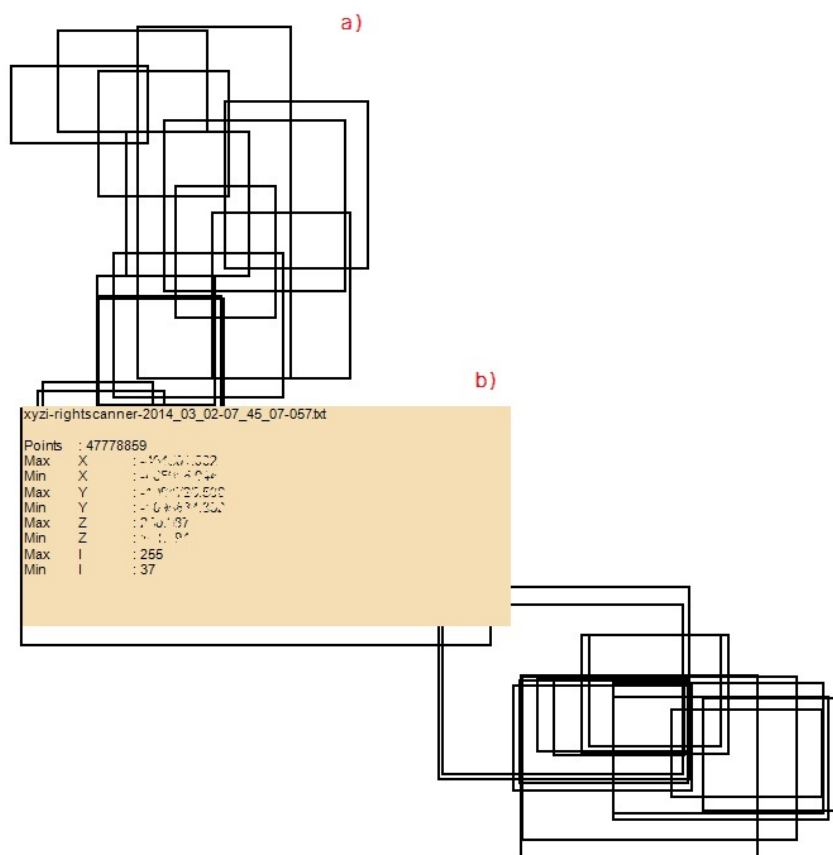 a)
b)
xyzi-rightscanner-2014_03_02-07_45_07-057.txt
Points : 47778859
Max X :
Min X :
Max Y :
Min Y :
Max Z :
Min Z :
Max I : 255
Min I : 37